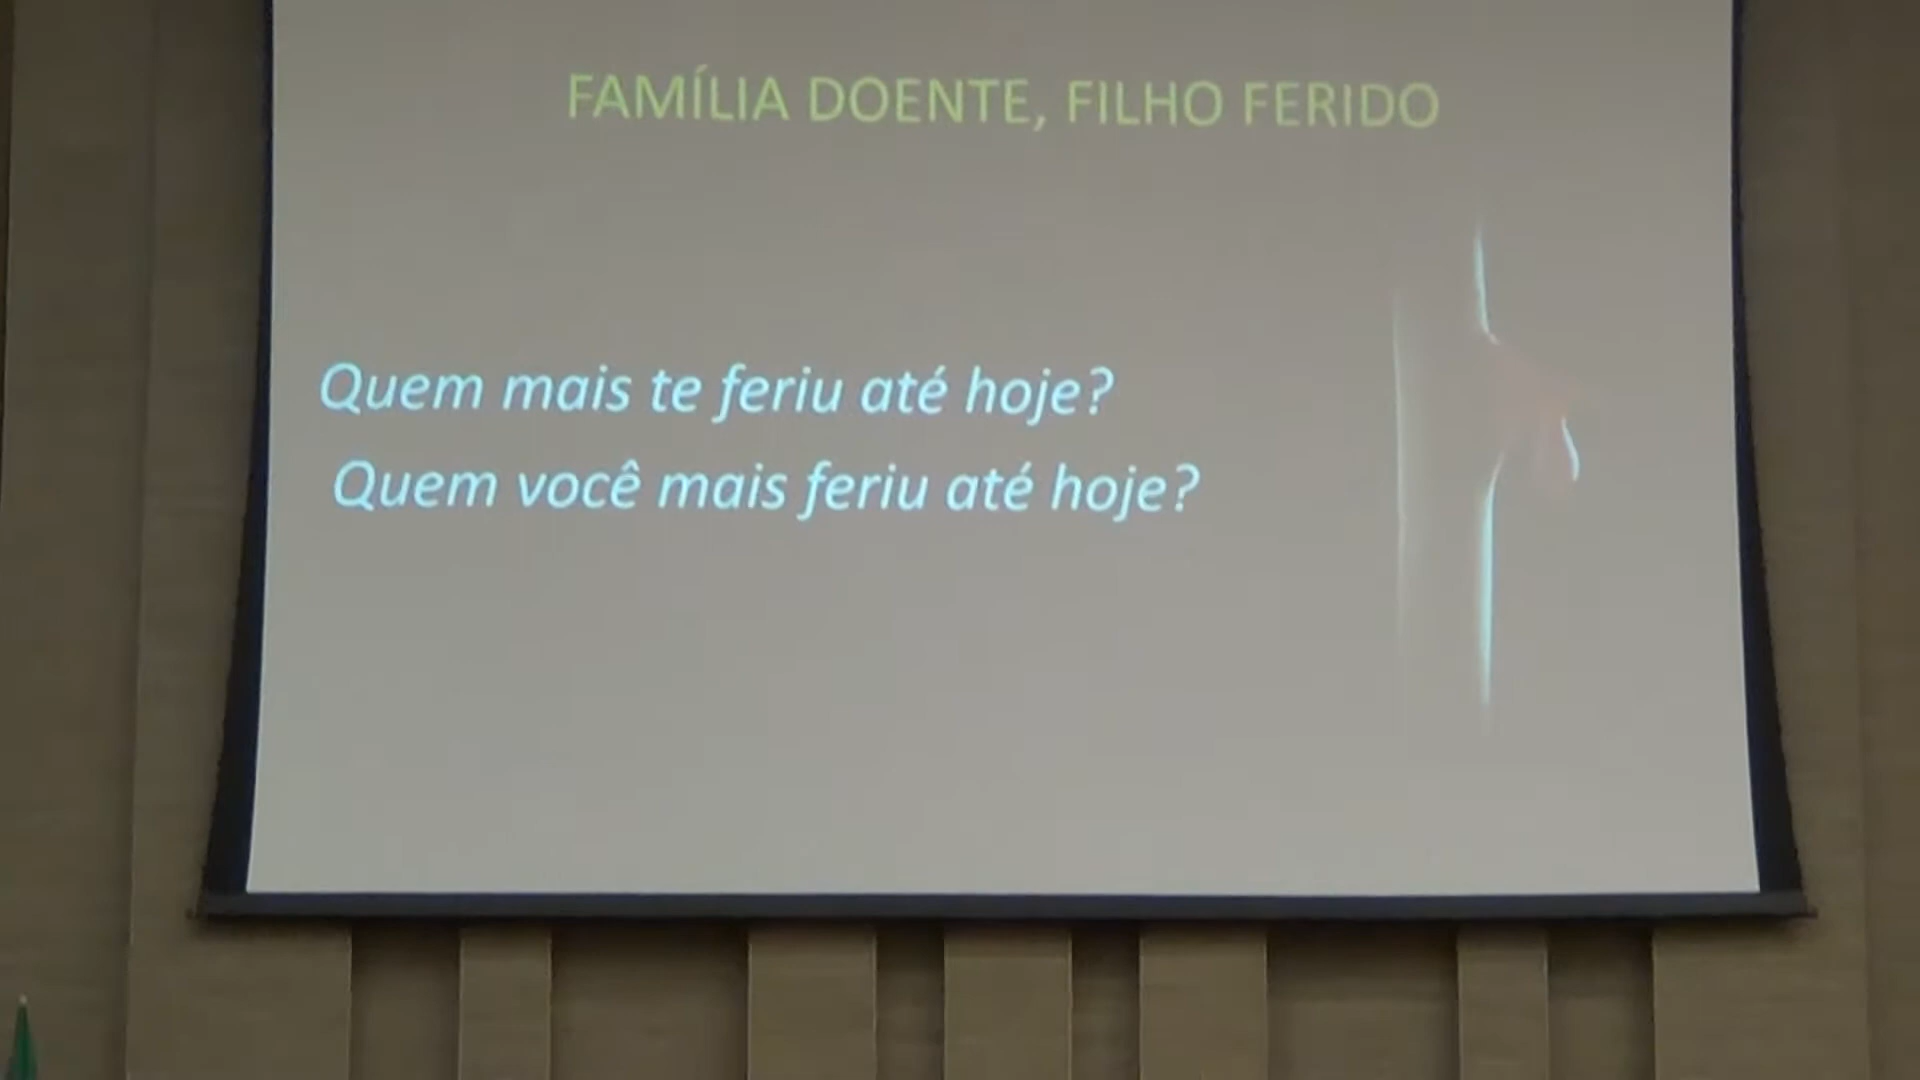 FAMÍLIA DOENTE, FILHO FERIDO
Quem mais te feriu até hoje?
Quem você mais feriu até hoje?